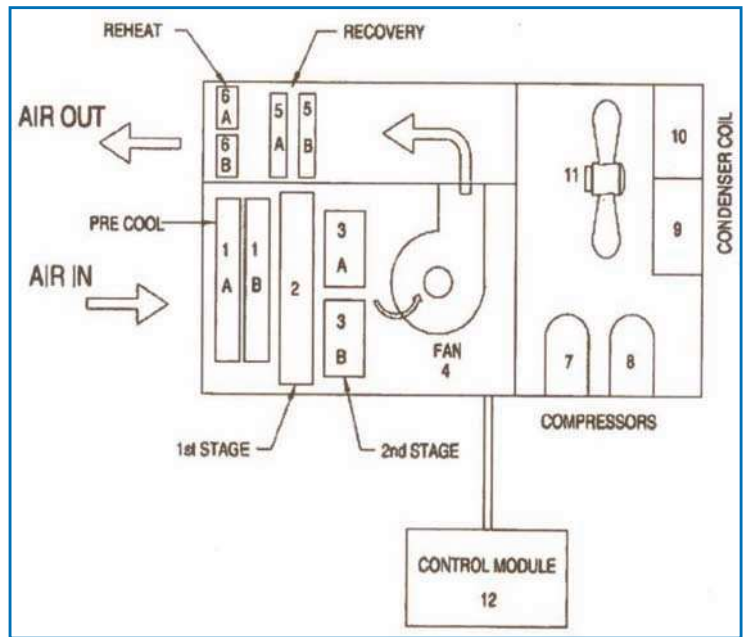 REHEAT
RECOVERY
6
A
5
A
5
B
6
B
AIR OUT
10
11
CONDENSER COIL
9
PRE COOL
1
A
1
B
2
3
A
AIR IN
3
B
FAN
4
7
8
1st STAGE
2nd STAGE
COMPRESSORS
CONTROL MODULE
12